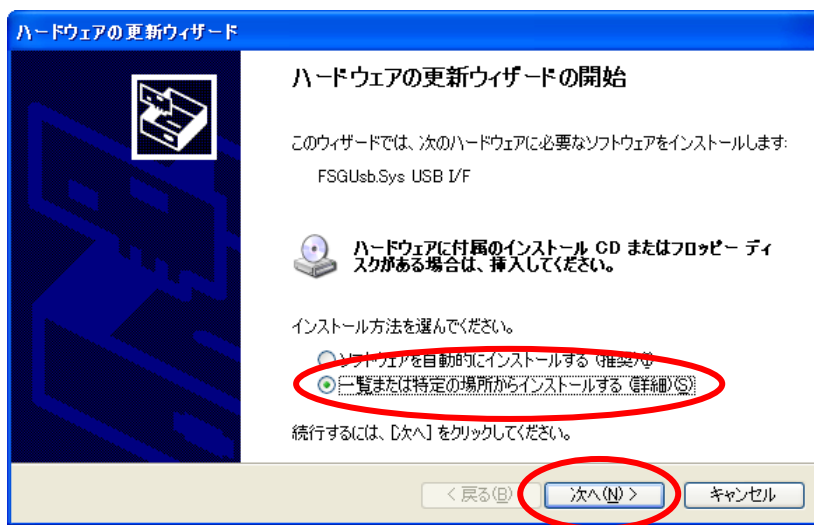 ハードウェアの更新ウィザード
ハードウェアの更新ウィザードの開始
このウィザードでは、次のハードウェアに必要なソフトウェアをインストールします:
FSGUsb.Sys USB I/F
ハードウェアに付属のインストール CD またはフロッピー ディ
スクがある場合は、挿入してください。
インストール方法を選んでください。
ソフトウェアを自動的にインストールする (推奨)(I)
一覧または特定の場所からインストールする (詳細)(S)
続行するには、[次へ] をクリックしてください。
< 戻る(B) 次へ(N) > キャンセル